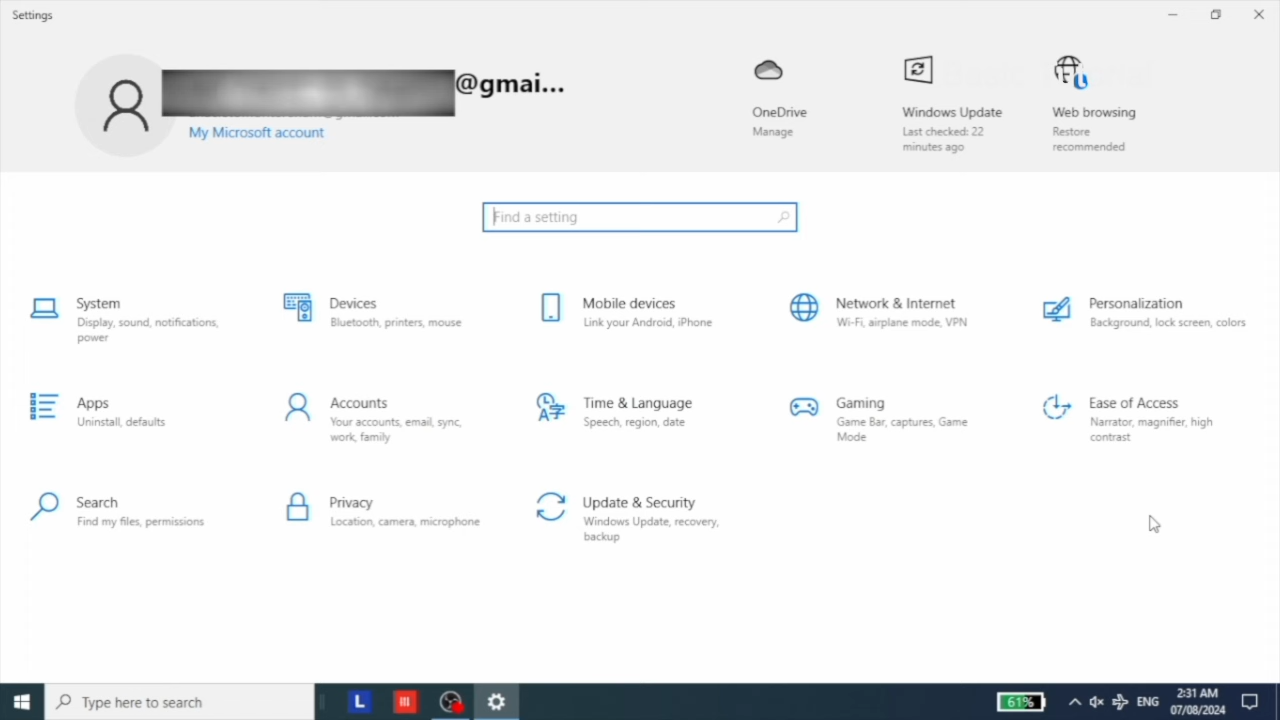 Settings
@gmai...
My Microsoft account
OneDrive
Manage
Windows Update
Last checked: 22
minutes ago
Web browsing
Restore
recommended
Find a setting
System
Display, sound, notifications,
power
Devices
Bluetooth, printers, mouse
Mobile devices
Link your Android, iPhone
Network & Internet
Wi-Fi, airplane mode, VPN
Personalization
Background, lock screen, colors
Apps
Uninstall, defaults
Accounts
Your accounts, email, sync,
work, family
Time & Language
Speech, region, date
Gaming
Game Bar, captures, Game
Mode
Ease of Access
Narrator, magnifier, high
contrast
Search
Find my files, permissions
Privacy
Location, camera, microphone
Update & Security
Windows Update, recovery,
backup
Type here to search
L
61%
ENG
2:31 AM
07/08/2024